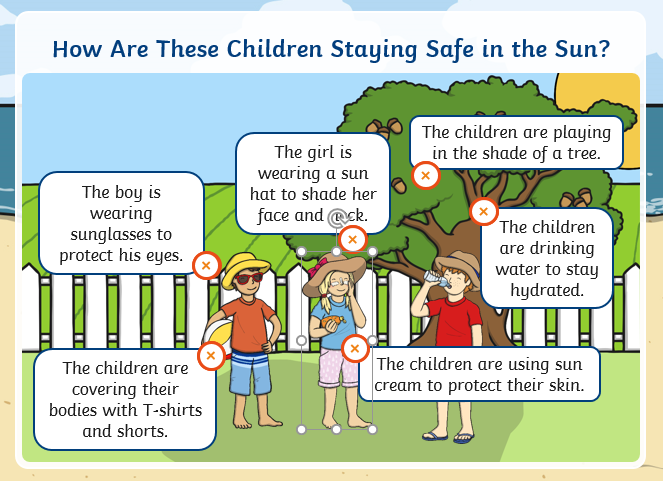 How Are These Children Staying Safe in the Sun?
The children are playing
in the shade of a tree.
The girl is
wearing a sun
hat to shade her
face and
The boy is
wearing
sunglasses to
protect his eyes.
The children
are drinking
water to stay
hydrated.
The children are
covering their
bodies with T-shirts
and shorts.
The children are using sun
cream to protect their skin.